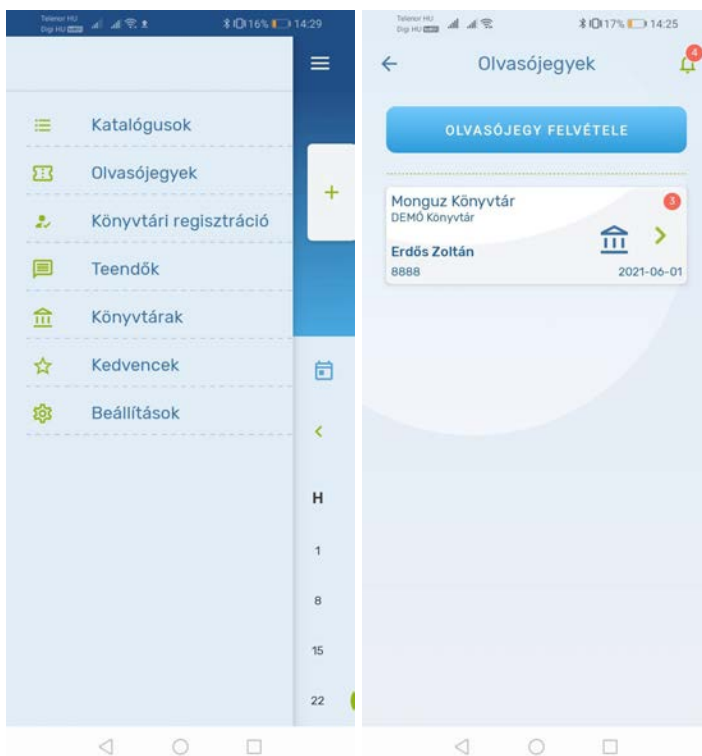 Telenor HU
Digi HU
16% 14:29
Katalógusok
Olvasójegyek
Könyvtári regisztráció
Teendők
Könyvtárak
Kedvencek
Beállítások
+
H
1
8
15
22
Telenor HU
Digi HU
17% 14:25
Olvasójegyek
4
OLVASÓJEGY FELVÉTELE
Monguz Könyvtár
3
DEMÓ Könyvtár
Erdős Zoltán
8888 2021-06-01